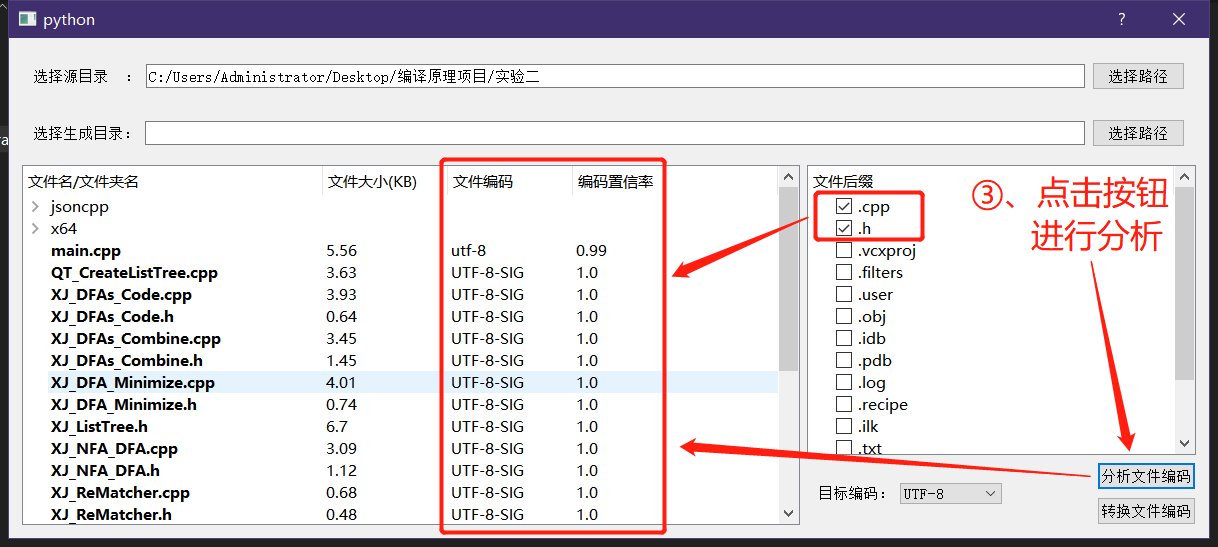 python
选择源目录 ： C:/Users/Administrator/Desktop/编译原理项目/实验二 选择路径
选择生成目录： 选择路径
文件名/文件夹名 文件大小(KB) 文件编码 编码置信率
jsoncpp
x64
main.cpp 5.56 utf-8 0.99
QT_CreateListTree.cpp 3.63 UTF-8-SIG 1.0
XJ_DFAs_Code.cpp 3.93 UTF-8-SIG 1.0
XJ_DFAs_Code.h 0.64 UTF-8-SIG 1.0
XJ_DFAs_Combine.cpp 3.45 UTF-8-SIG 1.0
XJ_DFAs_Combine.h 1.45 UTF-8-SIG 1.0
XJ_DFA_Minimize.cpp 4.01 UTF-8-SIG 1.0
XJ_DFA_Minimize.h 0.74 UTF-8-SIG 1.0
XJ_ListTree.h 6.7 UTF-8-SIG 1.0
XJ_NFA_DFA.cpp 3.09 UTF-8-SIG 1.0
XJ_NFA_DFA.h 1.12 UTF-8-SIG 1.0
XJ_ReMatcher.cpp 0.68 UTF-8-SIG 1.0
XJ_ReMatcher.h 0.48 UTF-8-SIG 1.0
文件后缀
.cpp
.h
.vcxproj
.filters
.user
.obj
.idb
.pdb
.log
.recipe
.ilk
.txt
③、点击按钮
进行分析
分析文件编码
目标编码： UTF-8
转换文件编码